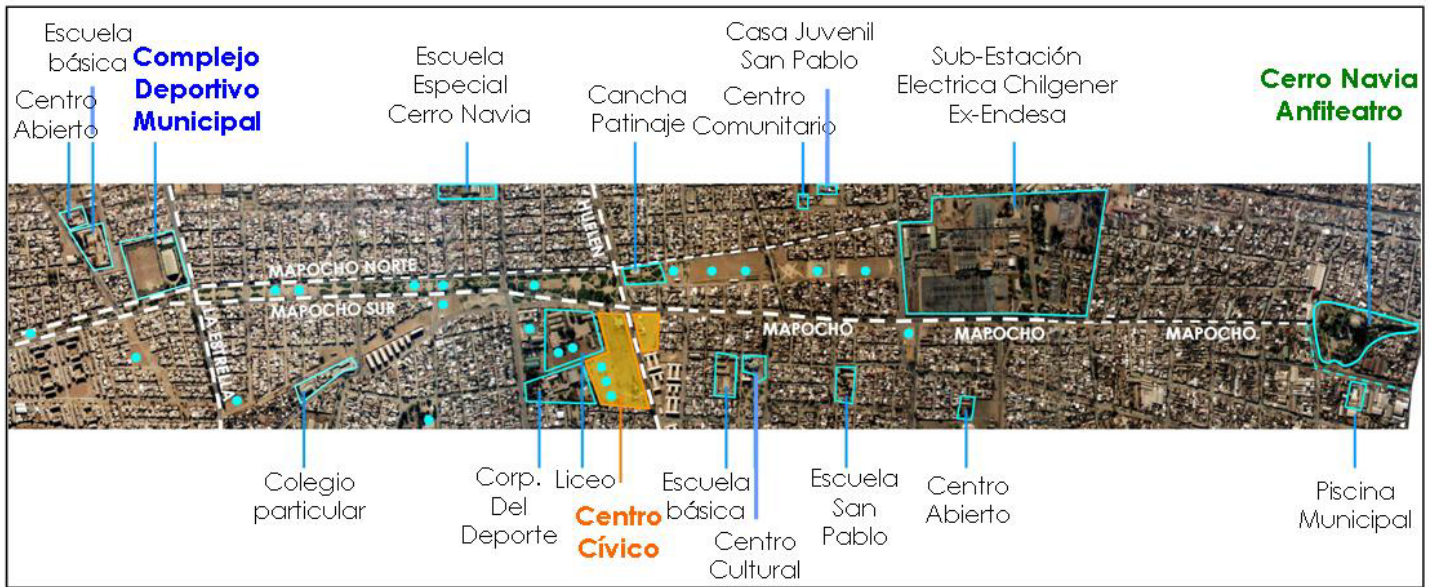 Escuela
básica
Centro
Abierto
Complejo
Deportivo
Municipal
Escuela
Especial
Cerro Navia
Cancha
Patinaje
Casa Juvenil
San Pablo
Centro
Comunitario
Sub-Estación
Electrica Chilgener
Ex-Endesa
Cerro Navia
Anfiteatro
HUELEN
MAPOCHO NORTE
MAPOCHO SUR
LA ESTRELLA
MAPOCHO
MAPOCHO
MAPOCHO
Colegio
particular
Corp.
Del
Deporte
Liceo
Centro
Cívico
Escuela
básica
Centro
Cultural
Escuela
San
Pablo
Centro
Abierto
Piscina
Municipal